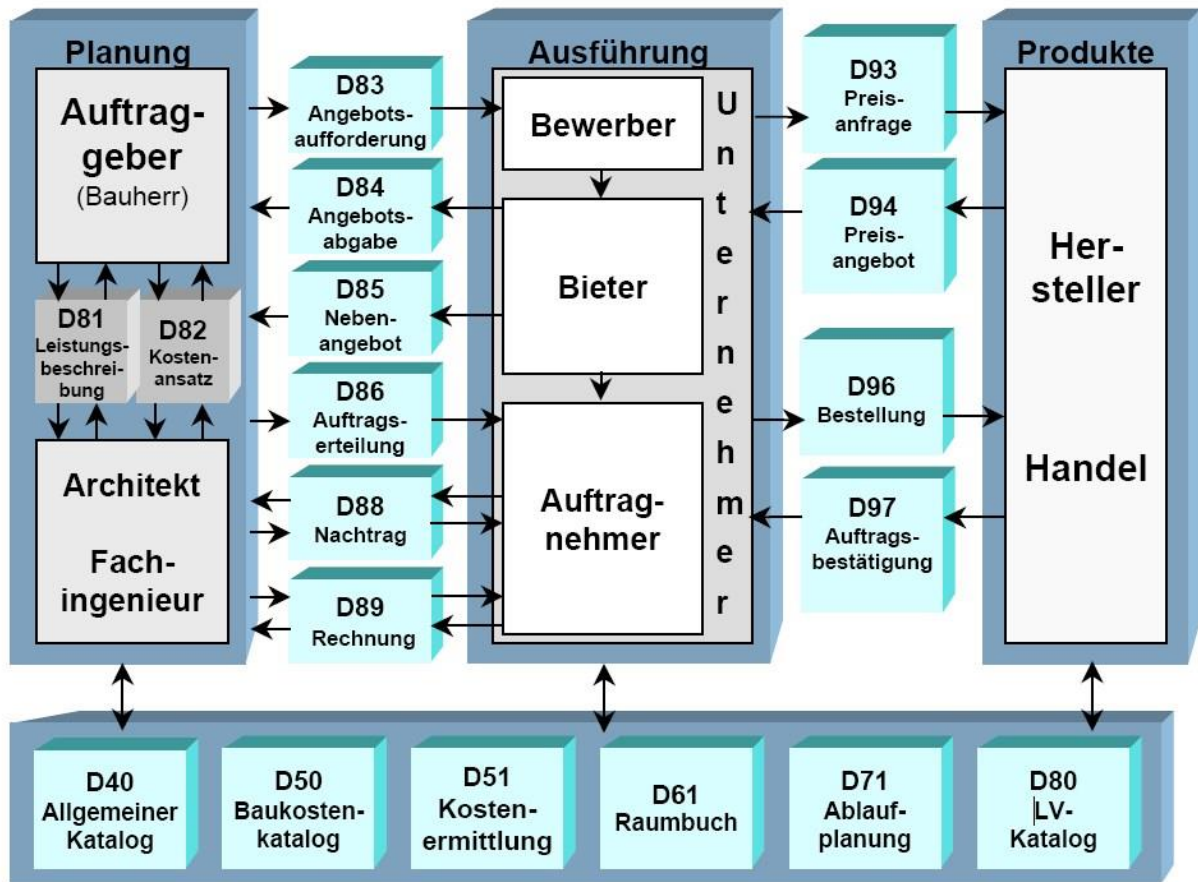 Planung
Auftrag-
geber
(Bauherr)
D81
Leistungs-
beschrei-
bung
D82
Kosten-
ansatz
Architekt
Fach-
ingenieur
D83
Angebots-
aufforderung
D84
Angebots-
abgabe
D85
Neben-
angebot
D86
Auftrags-
erteilung
D88
Nachtrag
D89
Rechnung
Ausführung
Bewerber
Bieter
Auftrag-
nehmer
Unternehmer
D93
Preis-
anfrage
D94
Preis-
angebot
D96
Bestellung
D97
Auftrags-
bestätigung
Produkte
Her-
steller
Handel
D40
Allgemeiner
Katalog
D50
Baukosten-
katalog
D51
Kosten-
ermittlung
D61
Raumbuch
D71
Ablauf-
planung
D80
LV-
Katalog